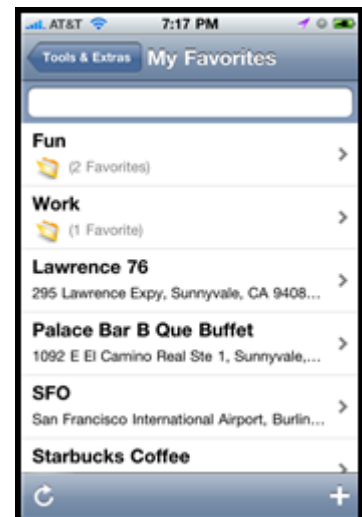 AT&T 7:17 PM
Tools & Extras My Favorites
Fun
(2 Favorites)
Work
(1 Favorite)
Lawrence 76
295 Lawrence Expy, Sunnyvale, CA 9408...
Palace Bar B Que Buffet
1092 E El Camino Real Ste 1, Sunnyvale,...
SFO
San Francisco International Airport, Burlin...
Starbucks Coffee